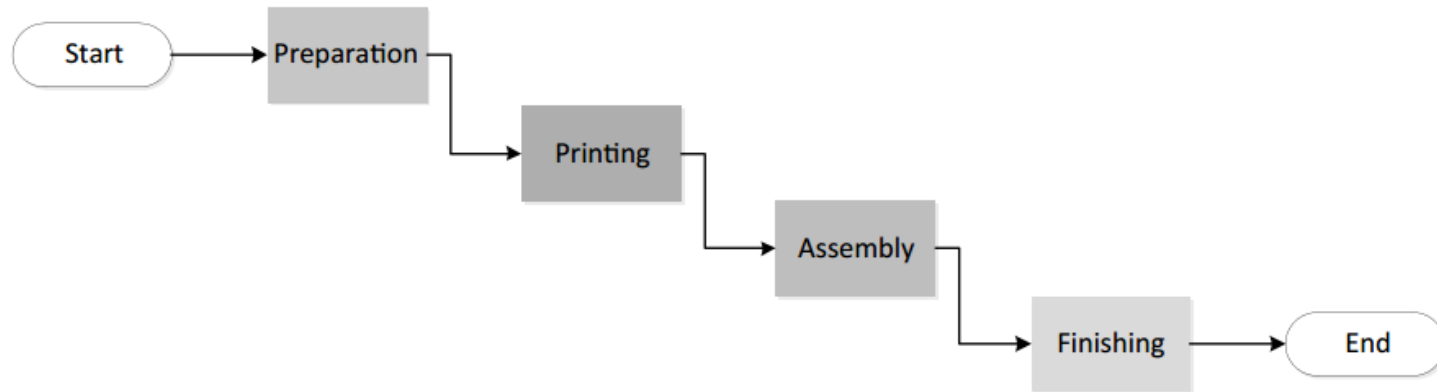 Start
Preparation
Printing
Assembly
Finishing
End